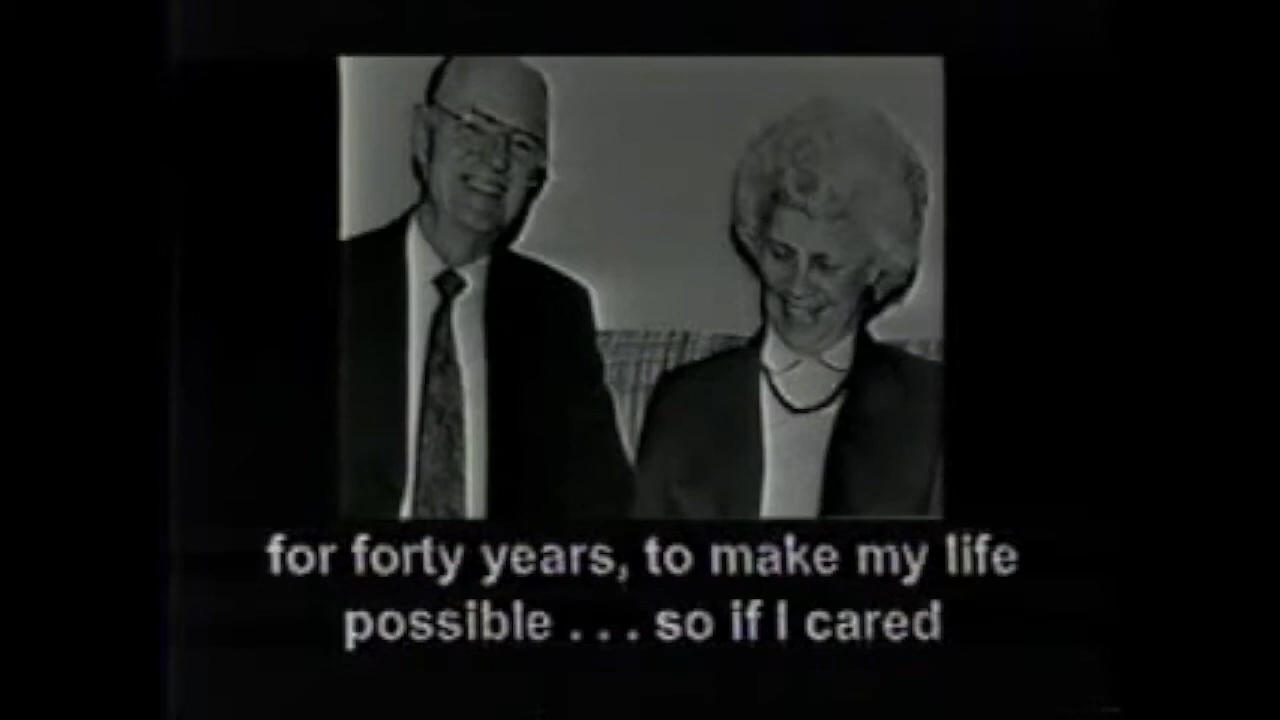 for forty years, to make my life
possible . . . so if I cared